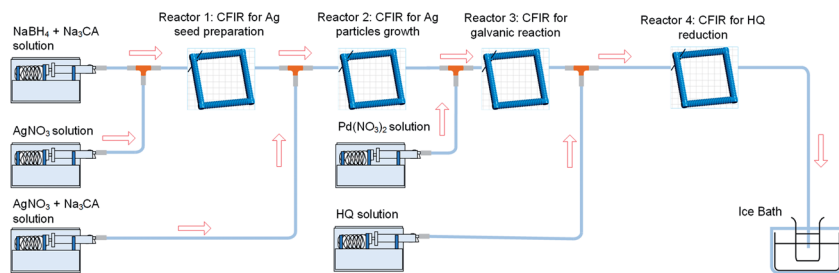 NaBH₄ + Na₃CA
solution
Reactor 1: CFIR for Ag
seed preparation
Reactor 2: CFIR for Ag
particles growth
Reactor 3: CFIR for
galvanic reaction
Reactor 4: CFIR for HQ
reduction
AgNO₃ solution
Pd(NO₃)₂ solution
AgNO₃ + Na₃CA
solution
HQ solution
Ice Bath